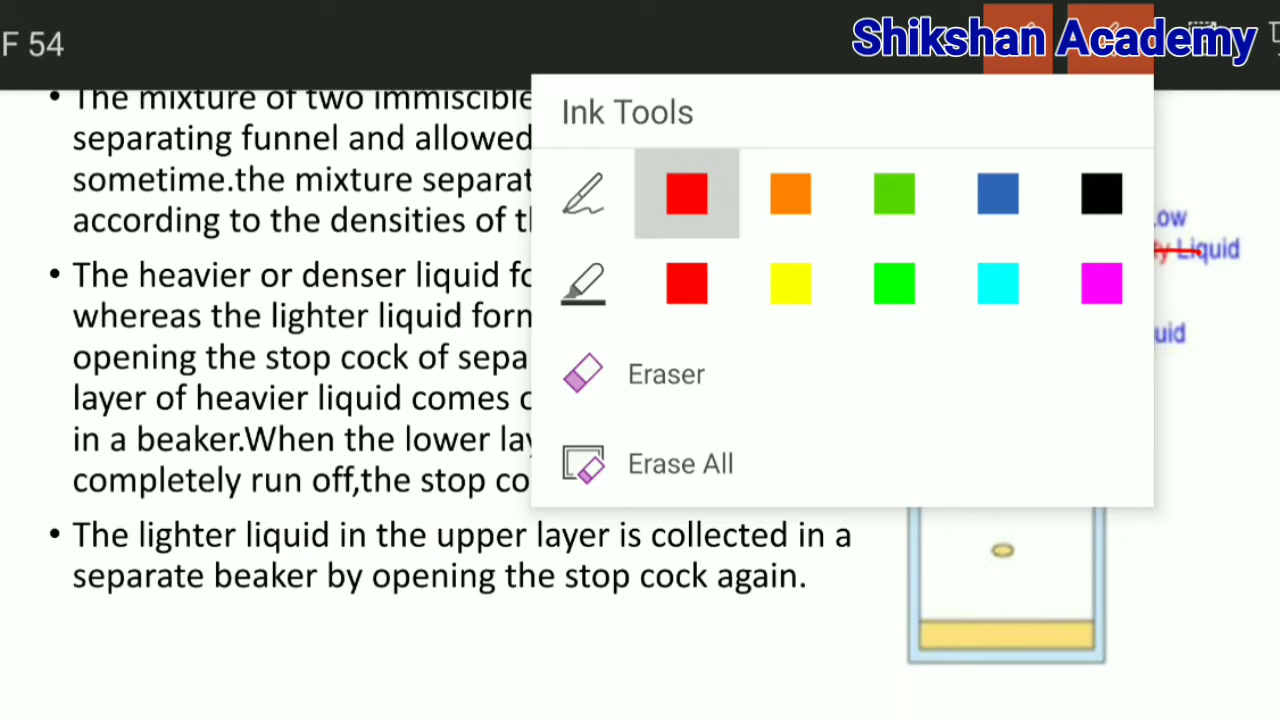 F 54
Shikshan Academy
• The mixture of two immiscible
separating funnel and allowed
sometime.the mixture separat
according to the densities of t
• The heavier or denser liquid fo
whereas the lighter liquid form
opening the stop cock of sepa
layer of heavier liquid comes
in a beaker.When the lower lay
completely run off,the stop co
• The lighter liquid in the upper layer is collected in a
separate beaker by opening the stop cock again.
Ink Tools
Eraser
Erase All
Low
ty Liquid
uid